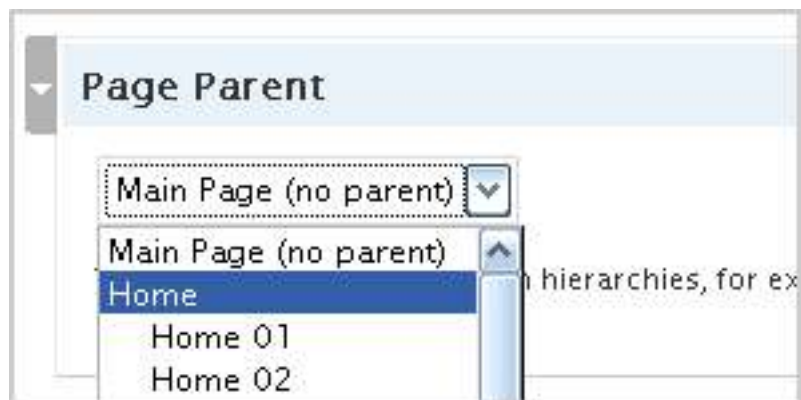 Page Parent
Main Page (no parent)
Main Page (no parent)
hierarchies, for ex
Home
Home 01
Home 02